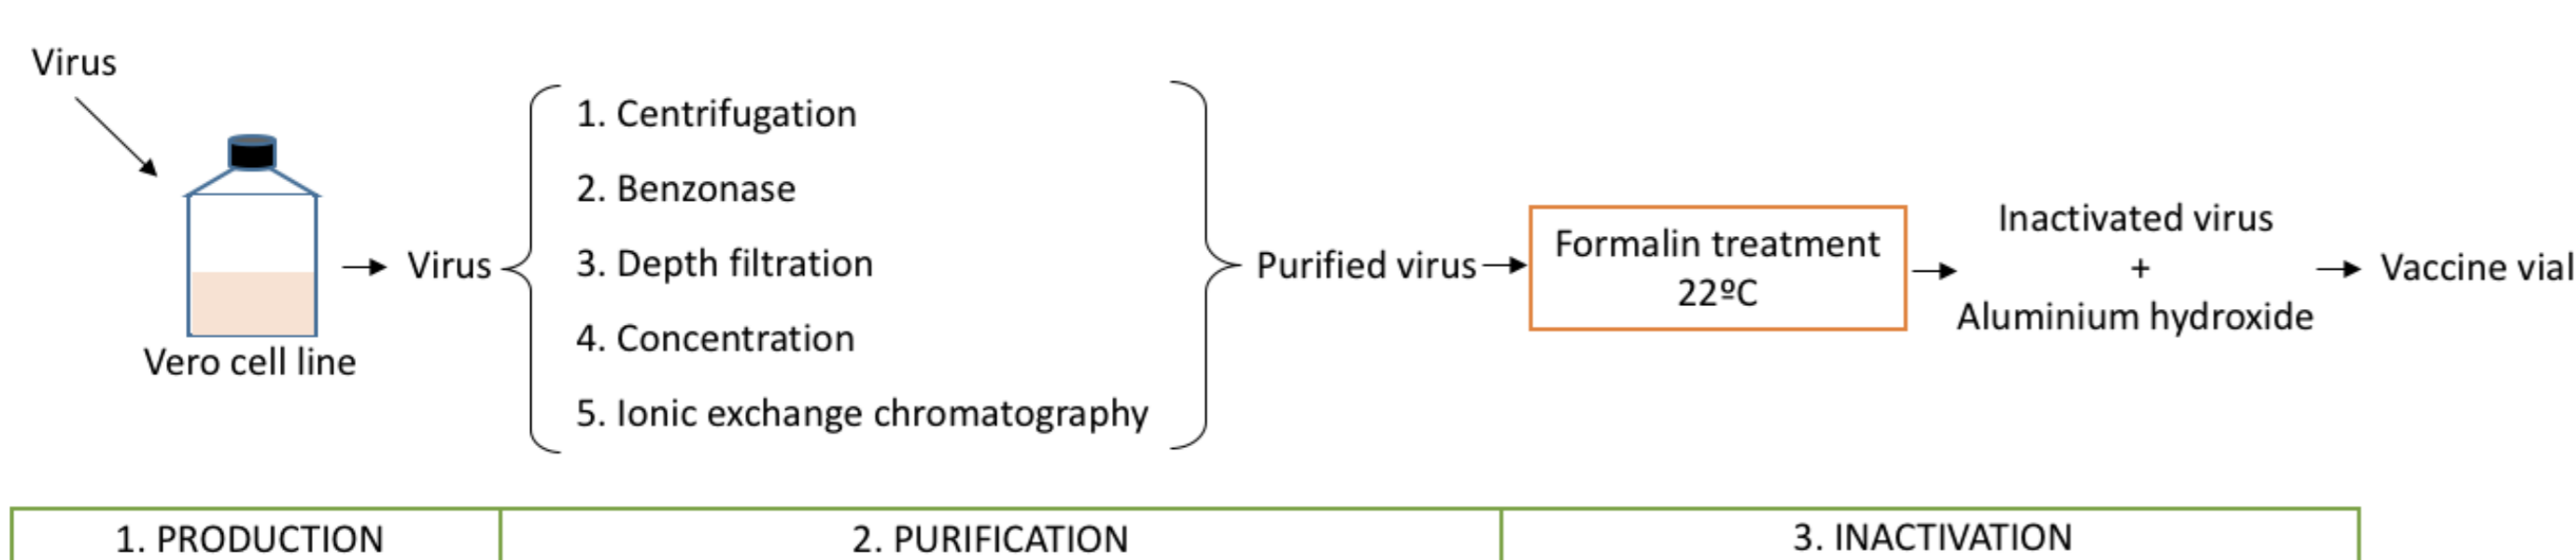 Virus
Vero cell line
Virus
1. Centrifugation
2. Benzonase
3. Depth filtration
4. Concentration
5. Ionic exchange chromatography
Purified virus
Formalin treatment
22ºC
Inactivated virus
+
Aluminium hydroxide
Vaccine vial
1. PRODUCTION
2. PURIFICATION
3. INACTIVATION